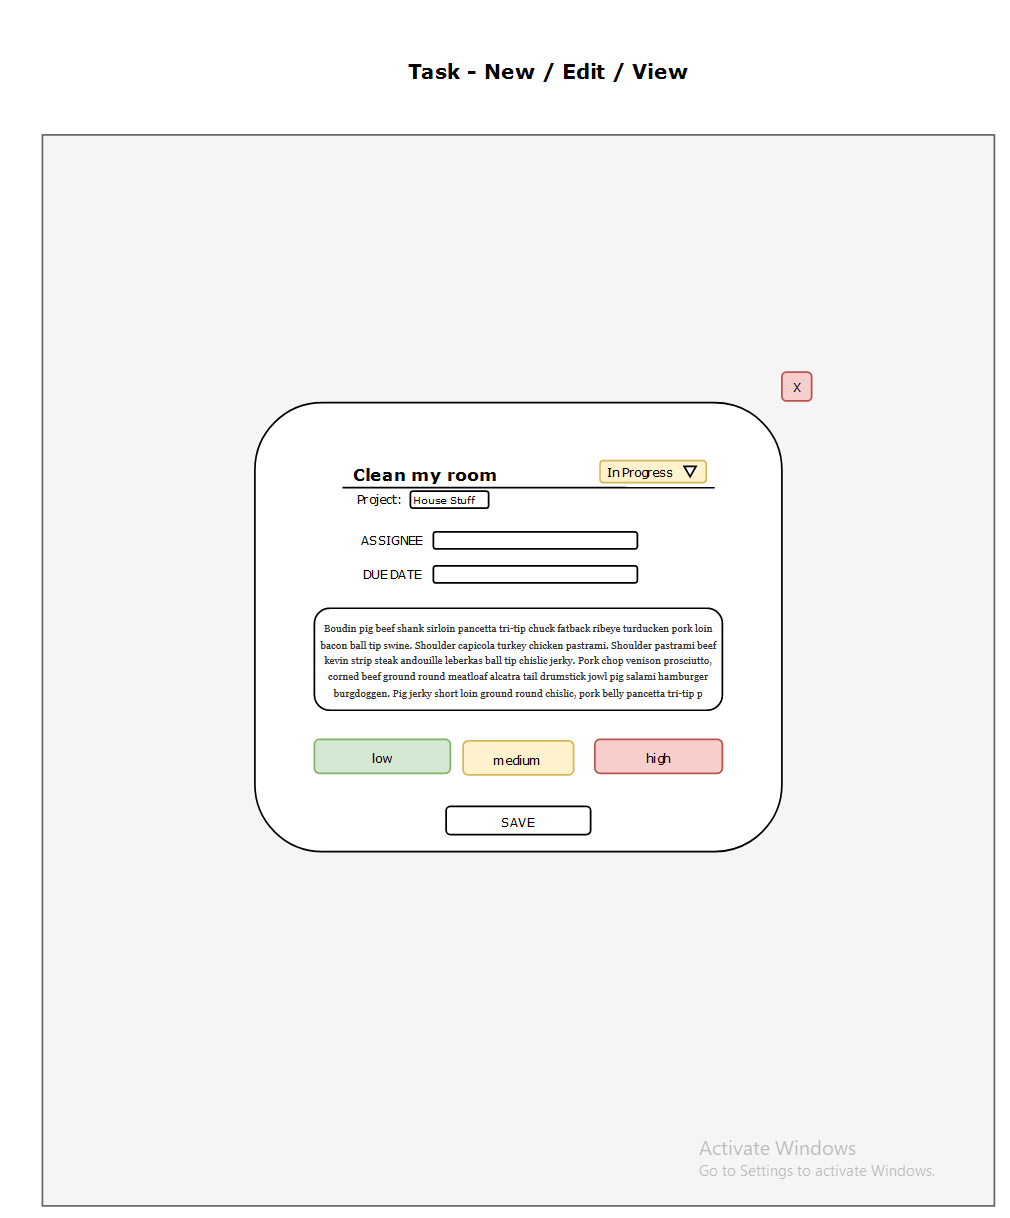 Task - New / Edit / View
X
Clean my room
In Progress
Project: House Stuff
ASSIGNEE
DUE DATE
Boudin pig beef shank sirloin pancetta tri-tip chuck fatback ribeye turducken pork loin
bacon ball tip swine. Shoulder capicola turkey chicken pastrami. Shoulder pastrami beef
kevin strip steak andouille leberkas ball tip chislic jerky. Pork chop venison prosciutto,
corned beef ground round meatloaf alcatra tail drumstick jowl pig salami hamburger
burgdoggen. Pig jerky short loin ground round chislic, pork belly pancetta tri-tip p
low medium high
SAVE
Activate Windows
Go to Settings to activate Windows.